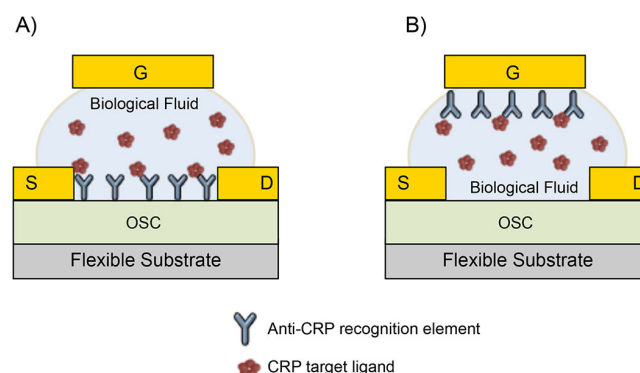 A)
G
Biological Fluid
S
D
OSC
Flexible Substrate
B)
G
Biological Fluid
S
D
OSC
Flexible Substrate
Anti-CRP recognition element
CRP target ligand